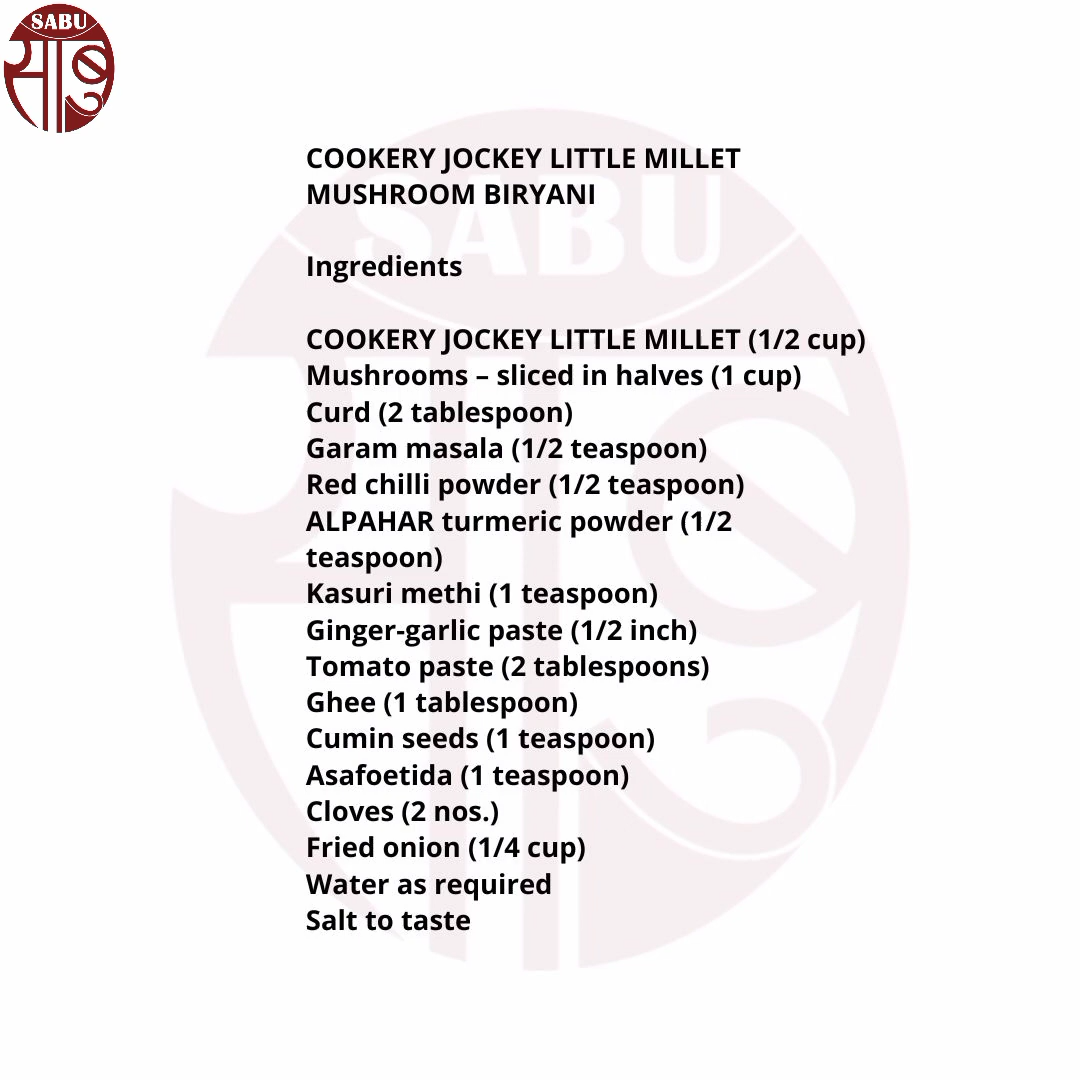 SABU
साबु
COOKERY JOCKEY LITTLE MILLET
MUSHROOM BIRYANI
Ingredients
COOKERY JOCKEY LITTLE MILLET (1/2 cup)
Mushrooms – sliced in halves (1 cup)
Curd (2 tablespoon)
Garam masala (1/2 teaspoon)
Red chilli powder (1/2 teaspoon)
ALPAHAR turmeric powder (1/2
teaspoon)
Kasuri methi (1 teaspoon)
Ginger-garlic paste (1/2 inch)
Tomato paste (2 tablespoons)
Ghee (1 tablespoon)
Cumin seeds (1 teaspoon)
Asafoetida (1 teaspoon)
Cloves (2 nos.)
Fried onion (1/4 cup)
Water as required
Salt to taste